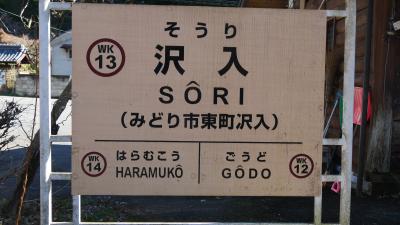 そうり
WK
13
沢入
SÔRI
(みどり市東町沢入)
WK
14
はらむこう
HARAMUKÔ
ごうど
GÔDO
WK
12